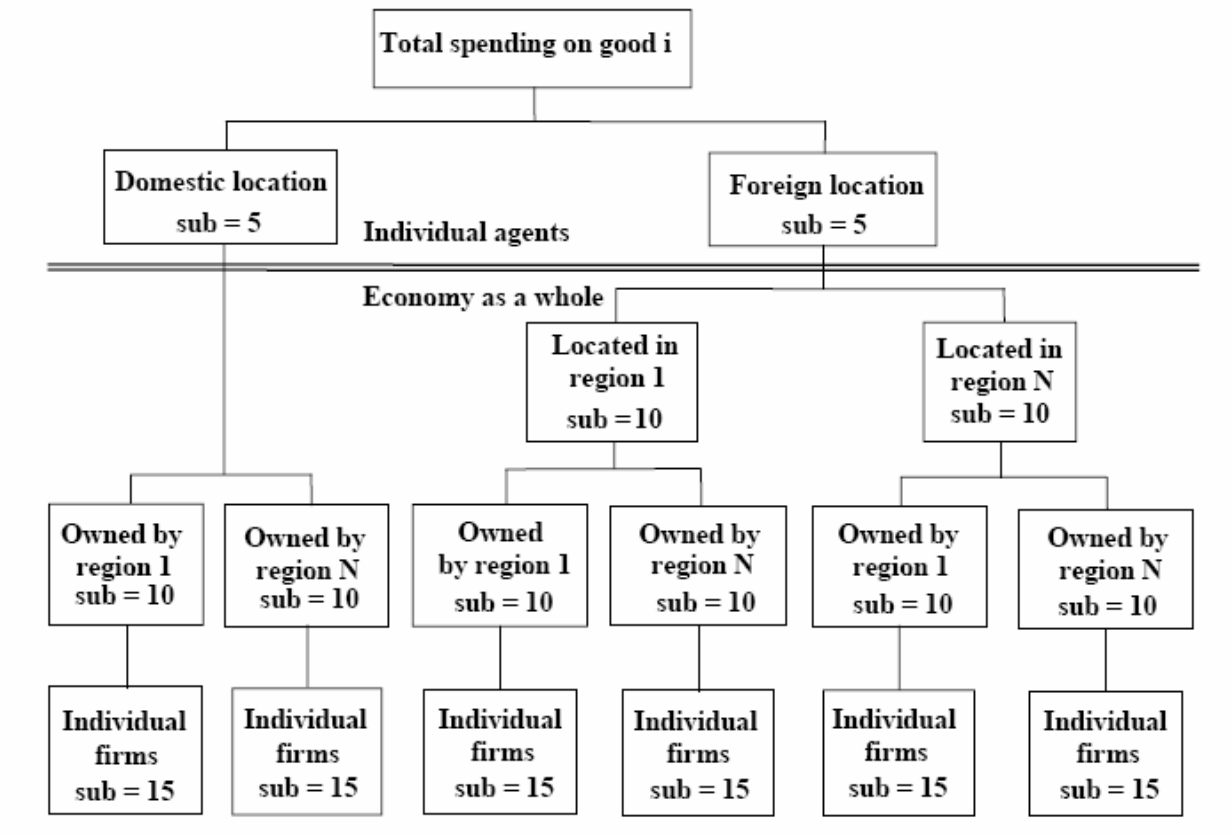 Total spending on good i
Domestic location
sub = 5
Foreign location
sub = 5
Individual agents
Economy as a whole
Located in
region 1
sub =10
Located in
region N
sub = 10
Owned by
region 1
sub = 10
Owned by
region N
sub = 10
Owned
by region 1
sub = 10
Owned by
region N
sub = 10
Owned by
region 1
sub = 10
Owned by
region N
sub = 10
Individual
firms
sub = 15
Individual
firms
sub = 15
Individual
firms
sub = 15
Individual
firms
sub = 15
Individual
firms
sub = 15
Individual
firms
sub = 15